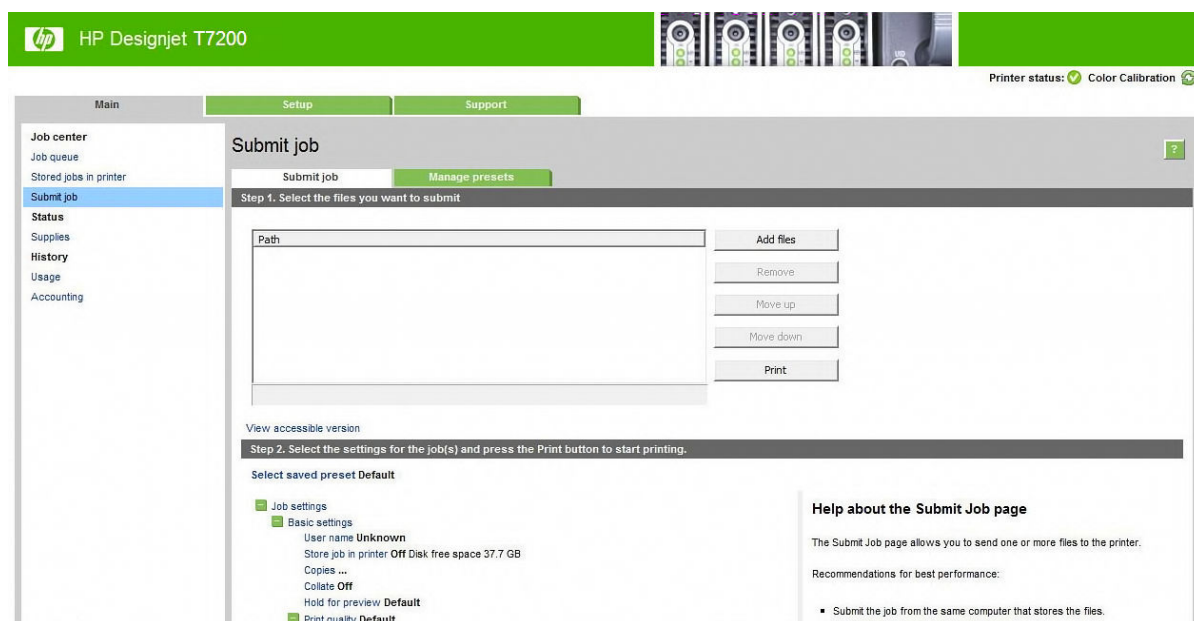 hp HP Designjet T7200
Printer status: Color Calibration
Main Setup Support
Job center
Job queue
Stored jobs in printer
Submit job
Status
Supplies
History
Usage
Accounting
Submit job
?
Submit job Manage presets
Step 1. Select the files you want to submit
Path
Add files
Remove
Move up
Move down
Print
View accessible version
Step 2. Select the settings for the job(s) and press the Print button to start printing.
Select saved preset Default
Job settings
Basic settings
User name Unknown
Store job in printer Off Disk free space 37.7 GB
Copies ...
Collate Off
Hold for preview Default
Print quality Default
Help about the Submit Job page
The Submit Job page allows you to send one or more files to the printer.
Recommendations for best performance:
▪ Submit the job from the same computer that stores the files.